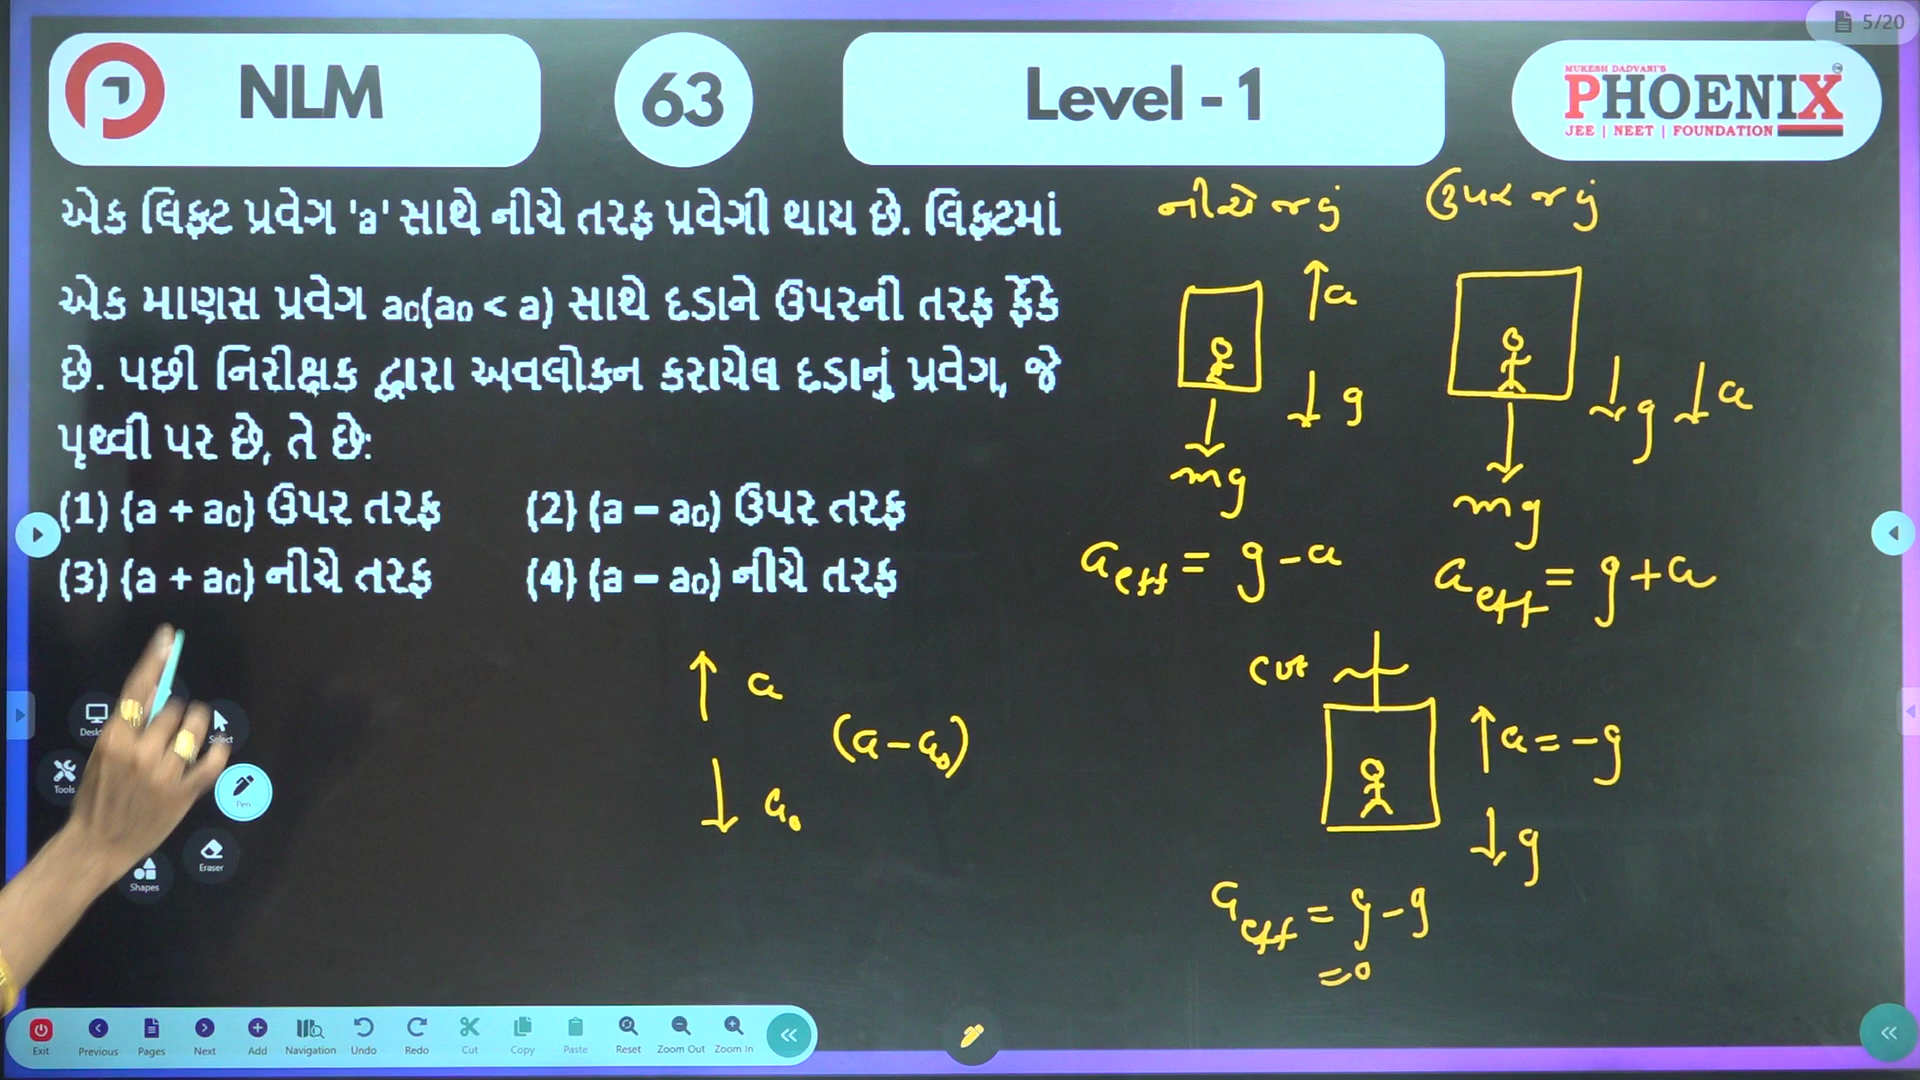 5/20
NLM
63
Level - 1
MUKESH DADVANI'S
PHOENIX
JEE | NEET | FOUNDATION
એક લિફ્ટ પ્રવેગ 'a' સાથે નીચે તરફ પ્રવેગી થાય છે. લિફ્ટમાં
એક માણસ પ્રવેગ a₀(a₀ < a) સાથે દડાને ઉપરની તરફ ફેંકે
છે. પછી નિરીક્ષક દ્વારા અવલોકન કરાયેલ દડાનું પ્રવેગ, જે
પૃથ્વી પર છે, તે છે:
(1) (a + a₀) ઉપર તરફ (2) (a – a₀) ઉપર તરફ
(3) (a + a₀) નીચે તરફ (4) (a – a₀) નીચે તરફ
નીચે જતું
a
g
mg
a_eff = g - a
ઉપર જતું
g a
mg
a_eff = g + a
a
(a - a₀)
a₀
cut
a = -g
g
a_eff = g - g
= 0
Select
Tools
Pen
Eraser
Shapes
Exit Previous Pages Next Add Navigation Undo Redo Cut Copy Paste Reset Zoom Out Zoom In